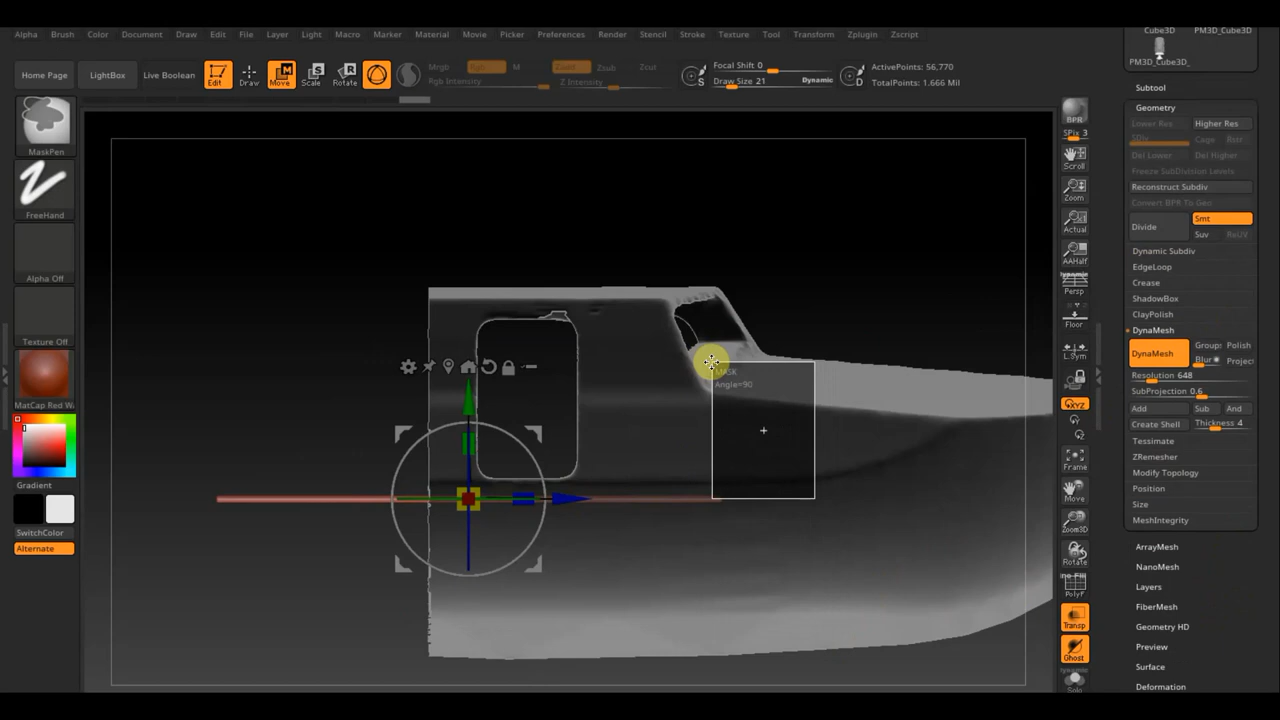 Cube3D PM3D_Cube3D
Alpha Brush Color Document Draw Edit File Layer Light Macro Marker Material Movie Picker Preferences Render Stencil Stroke Texture Tool Transform Zplugin Zscript
PM3D_Cube3D_
Home Page LightBox Live Boolean Edit Draw Move Scale Rotate Mrgb Rgb M Zadd Zsub Zcut Focal Shift 0 ActivePoints: 56,770
Rgb Intensity Z Intensity S Draw Size 21 Dynamic D TotalPoints: 1.666 Mil
Subtool
Geometry
Lower Res Higher Res
SDiv Cage Rstr
Del Lower Del Higher
Freeze SubDivision Levels
Reconstruct Subdiv
Convert BPR To Geo
Divide Smt
Suv ReUV
Dynamic Subdiv
EdgeLoop
Crease
ShadowBox
ClayPolish
DynaMesh
DynaMesh Groups Polish
Blur Project
Resolution 648
SubProjection 0.6
Add Sub And
Create Shell Thickness 4
Tessimate
ZRemesher
Modify Topology
Position
Size
MeshIntegrity
ArrayMesh
NanoMesh
Layers
FiberMesh
Geometry HD
Preview
Surface
Deformation
BPR
SPix 3
Scroll
Zoom
Actual
AAHalf
Dynamic
Persp
Floor
L.Sym
XYZ
Y
Z
Frame
Move
Zoom3D
Rotate
Line Fill
PolyF
Transp
Ghost
Dynamic
Solo
MaskPen
FreeHand
Alpha Off
Texture Off
MatCap Red Wa
Gradient
SwitchColor
Alternate
MASK
Angle=90